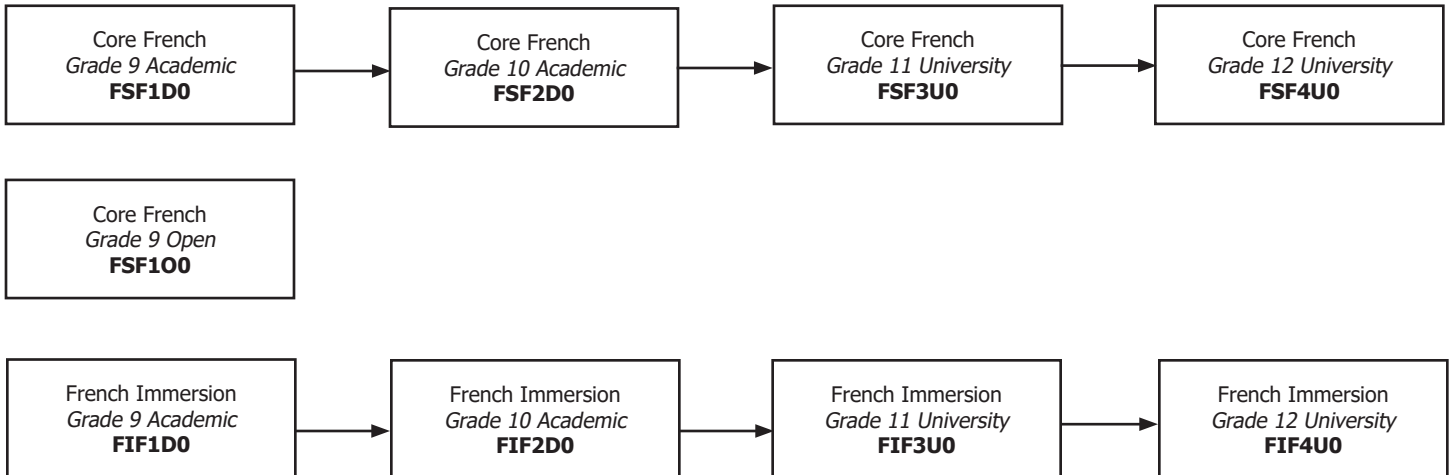 Core French
Grade 9 Academic
FSF1D0
Core French
Grade 10 Academic
FSF2D0
Core French
Grade 11 University
FSF3U0
Core French
Grade 12 University
FSF4U0
Core French
Grade 9 Open
FSF1O0
French Immersion
Grade 9 Academic
FIF1D0
French Immersion
Grade 10 Academic
FIF2D0
French Immersion
Grade 11 University
FIF3U0
French Immersion
Grade 12 University
FIF4U0